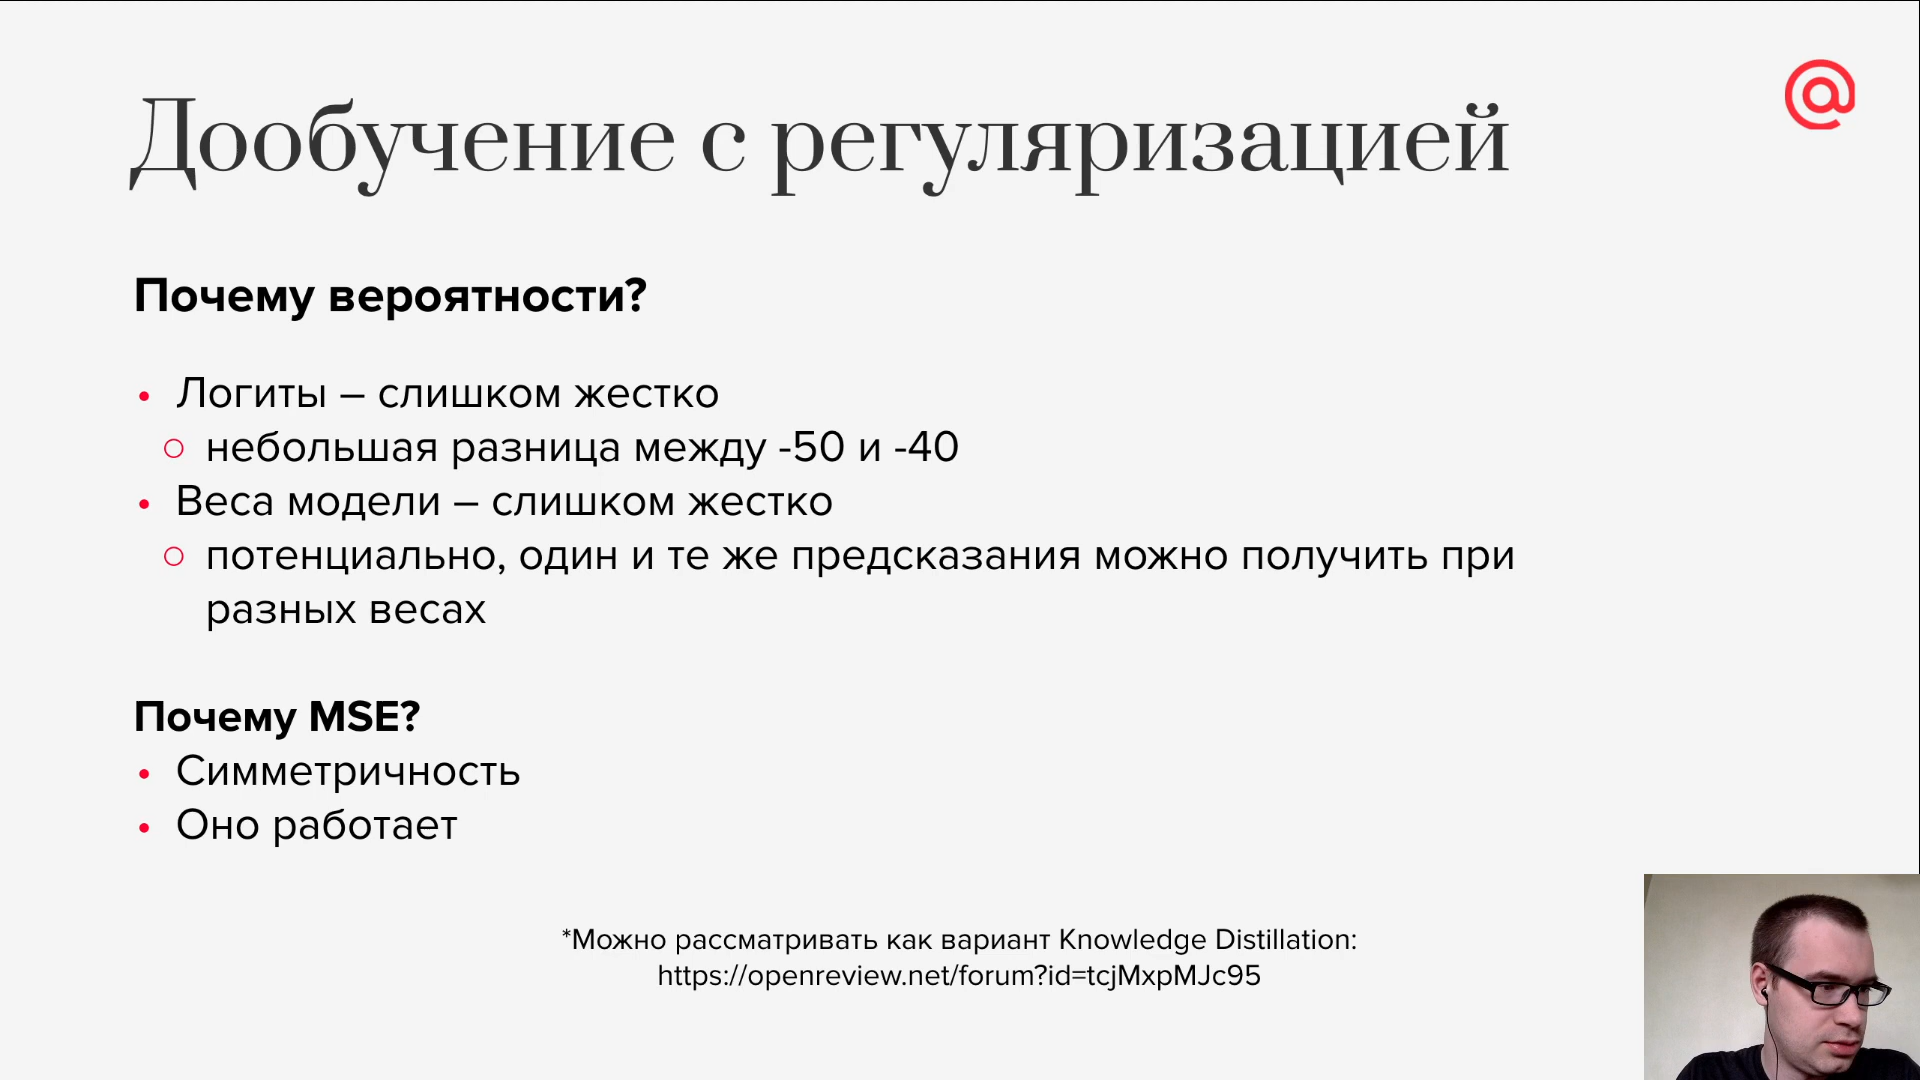 Дообучение с регуляризацией
Почему вероятности?
• Логиты – слишком жестко
○ небольшая разница между -50 и -40
• Веса модели – слишком жестко
○ потенциально, один и те же предсказания можно получить при
разных весах
Почему MSE?
• Симметричность
• Оно работает
*Можно рассматривать как вариант Knowledge Distillation:
https://openreview.net/forum?id=tcjMxpMJc95